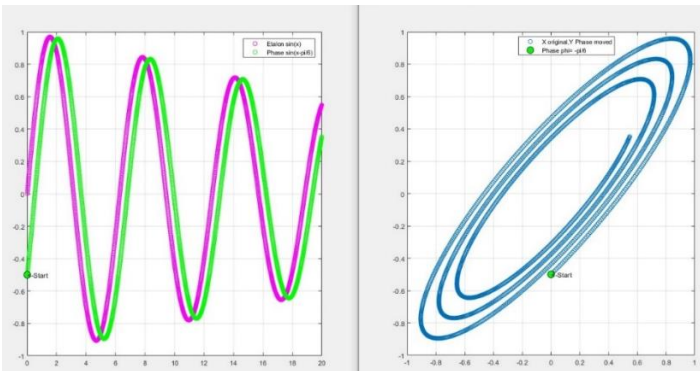 Etalon sin(x)
Phase sin(x-pi/6)
1
0.8
0.6
0.4
0.2
0
-0.2
-0.4
-0.6
-0.8
-1
-Start
0 2 4 6 8 10 12 14 16 18 20
X original,Y Phase moved
Phase phi= -pi/6
1
0.8
0.6
0.4
0.2
0
-0.2
-0.4
-0.6
-0.8
-1
-Start
-1 -0.8 -0.6 -0.4 -0.2 0 0.2 0.4 0.6 0.8 1